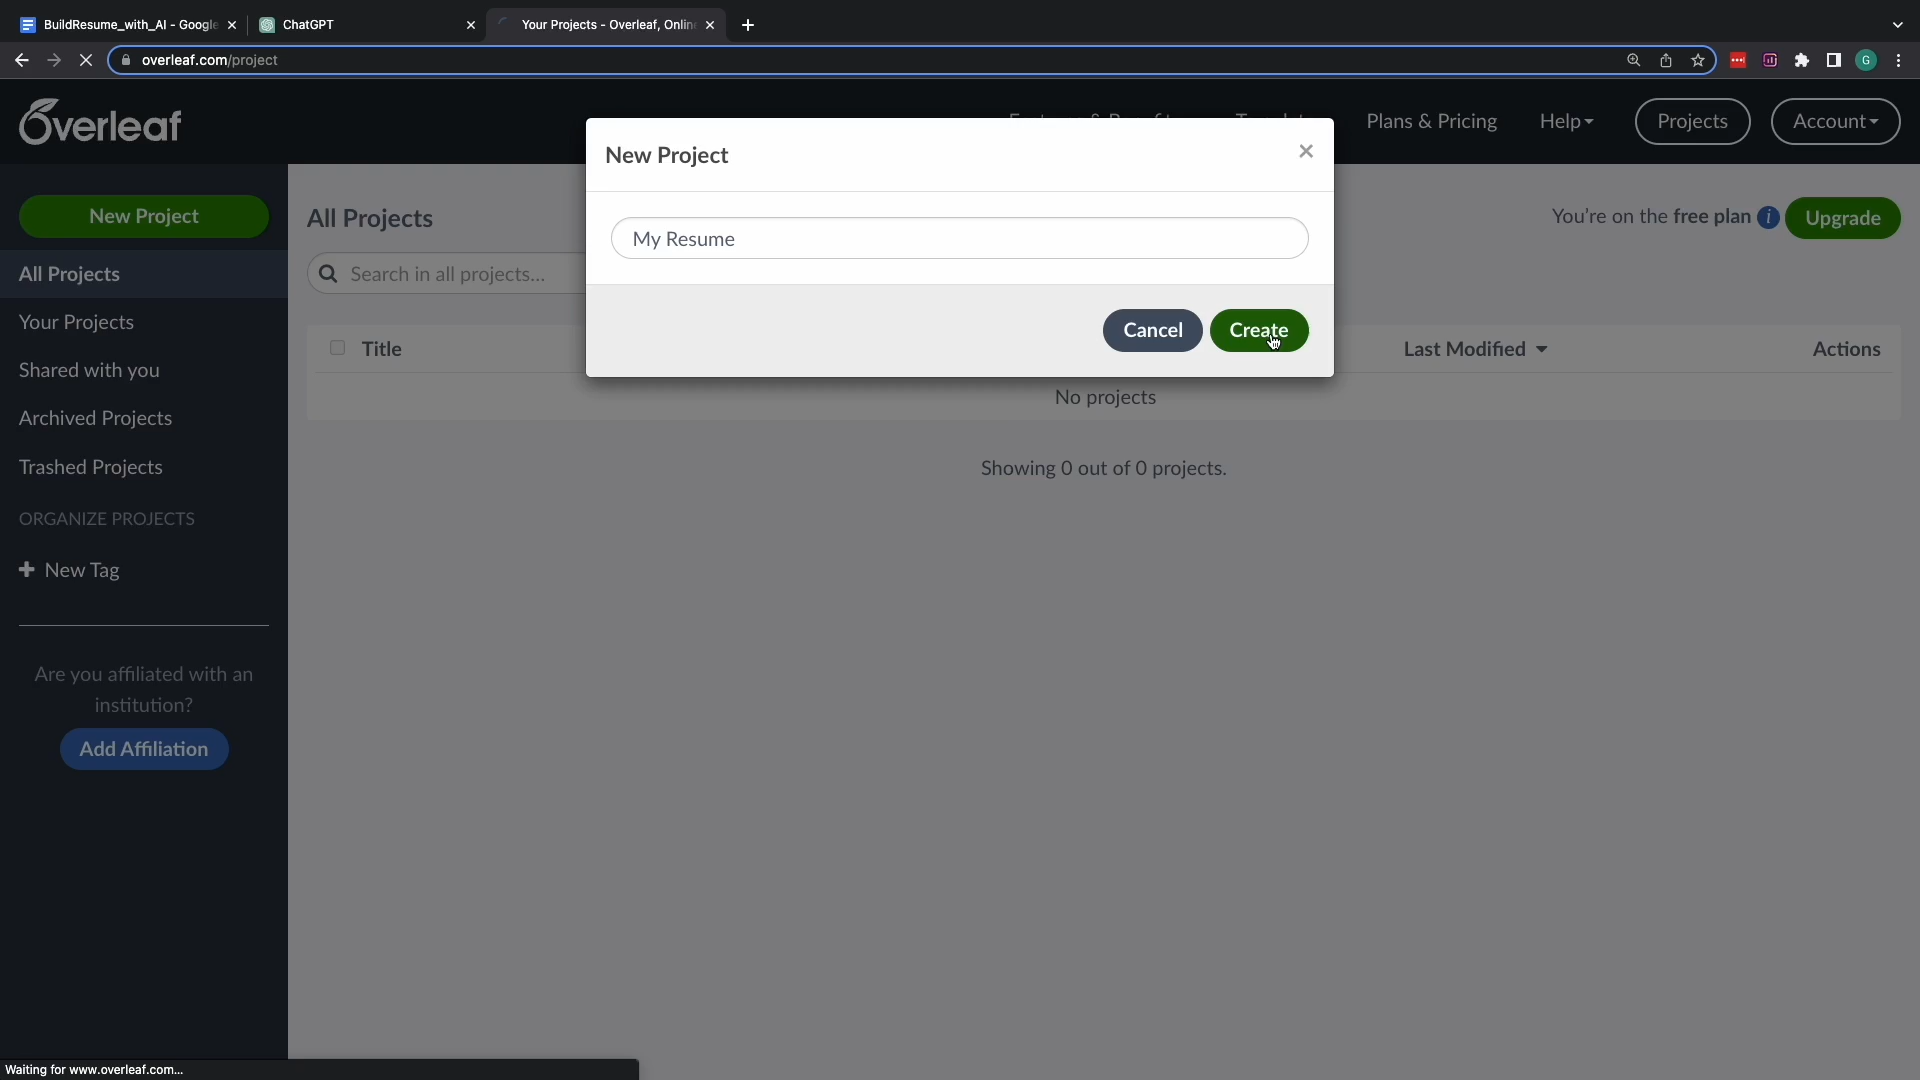 BuildResume_with_AI - Google
ChatGPT
Your Projects - Overleaf, Onlin
overleaf.com/project
G
Overleaf
Plans & Pricing
Help
Projects
Account
New Project
My Resume
Cancel
Create
New Project
All Projects
Your Projects
Shared with you
Archived Projects
Trashed Projects
ORGANIZE PROJECTS
New Tag
Are you affiliated with an
institution?
Add Affiliation
All Projects
You're on the free plan i
Upgrade
Search in all projects...
Title
Last Modified
Actions
No projects
Showing 0 out of 0 projects.
Waiting for www.overleaf.com...